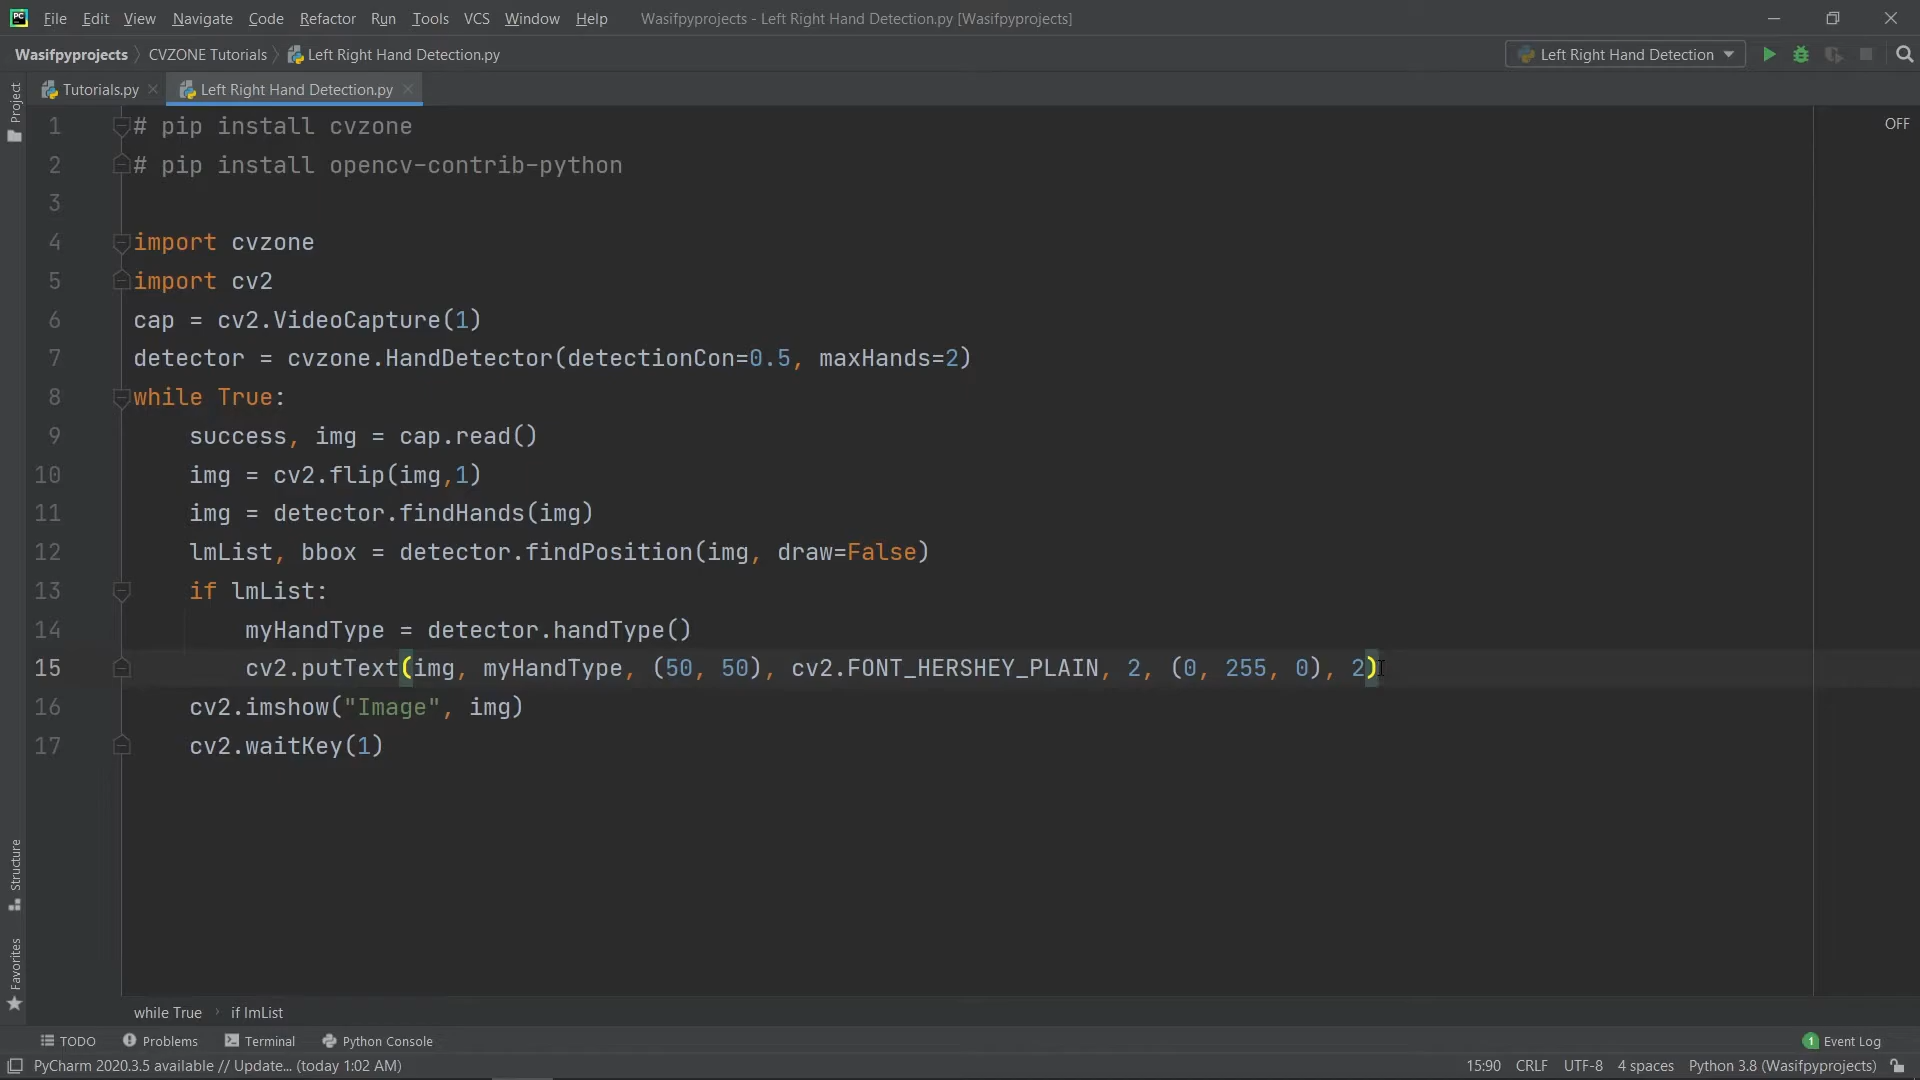 File Edit View Navigate Code Refactor Run Tools VCS Window Help Wasifpyprojects - Left Right Hand Detection.py [Wasifpyprojects]
Wasifpyprojects CVZONE Tutorials Left Right Hand Detection.py Left Right Hand Detection
Tutorials.py Left Right Hand Detection.py
Project
OFF
1 # pip install cvzone
2 # pip install opencv-contrib-python
3
4 import cvzone
5 import cv2
6 cap = cv2.VideoCapture(1)
7 detector = cvzone.HandDetector(detectionCon=0.5, maxHands=2)
8 while True:
9     success, img = cap.read()
10     img = cv2.flip(img,1)
11     img = detector.findHands(img)
12     lmList, bbox = detector.findPosition(img, draw=False)
13     if lmList:
14         myHandType = detector.handType()
15         cv2.putText(img, myHandType, (50, 50), cv2.FONT_HERSHEY_PLAIN, 2, (0, 255, 0), 2)
16     cv2.imshow("Image", img)
17     cv2.waitKey(1)
Structure
Favorites
while True if lmList
TODO Problems Terminal Python Console 1 Event Log
PyCharm 2020.3.5 available // Update... (today 1:02 AM) 15:90 CRLF UTF-8 4 spaces Python 3.8 (Wasifpyprojects)